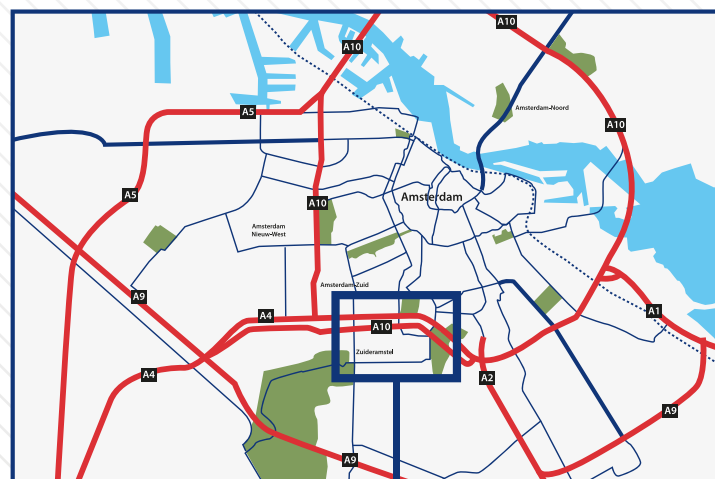 A10
A10
A5
Amsterdam-Noord
A10
A5
Amsterdam
A10
Amsterdam
Nieuw-West
Amsterdam-Zuid
A9
A4
A10
A1
Zuideramstel
A4
A2
A9
A9